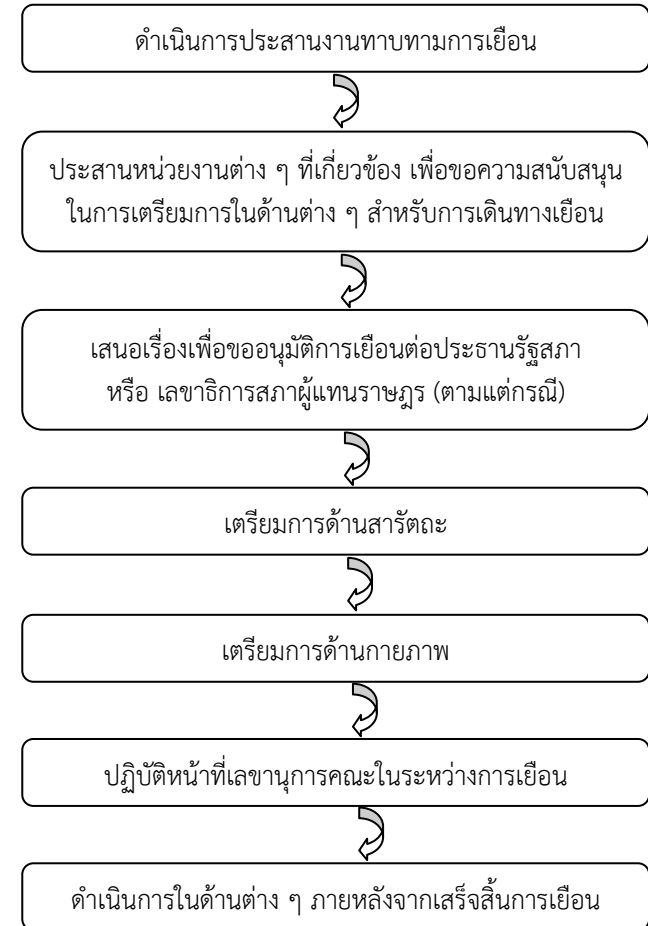 ดำเนินการประสานงานทาบทามการเยือน
ประสานหน่วยงานต่าง ๆ ที่เกี่ยวข้อง เพื่อขอความสนับสนุน
ในการเตรียมการในด้านต่าง ๆ สำหรับการเดินทางเยือน
เสนอเรื่องเพื่อขออนุมัติการเยือนต่อประธานรัฐสภา
หรือ เลขาธิการสภาผู้แทนราษฎร (ตามแต่กรณี)
เตรียมการด้านสารัตถะ
เตรียมการด้านกายภาพ
ปฏิบัติหน้าที่เลขานุการคณะในระหว่างการเยือน
ดำเนินการในด้านต่าง ๆ ภายหลังจากเสร็จสิ้นการเยือน